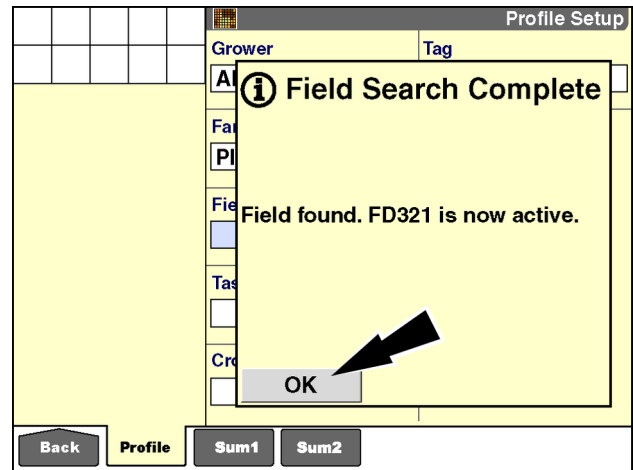 Profile Setup
Grower
Tag
Field Search Complete
Field found. FD321 is now active.
OK
Back
Profile
Sum1
Sum2